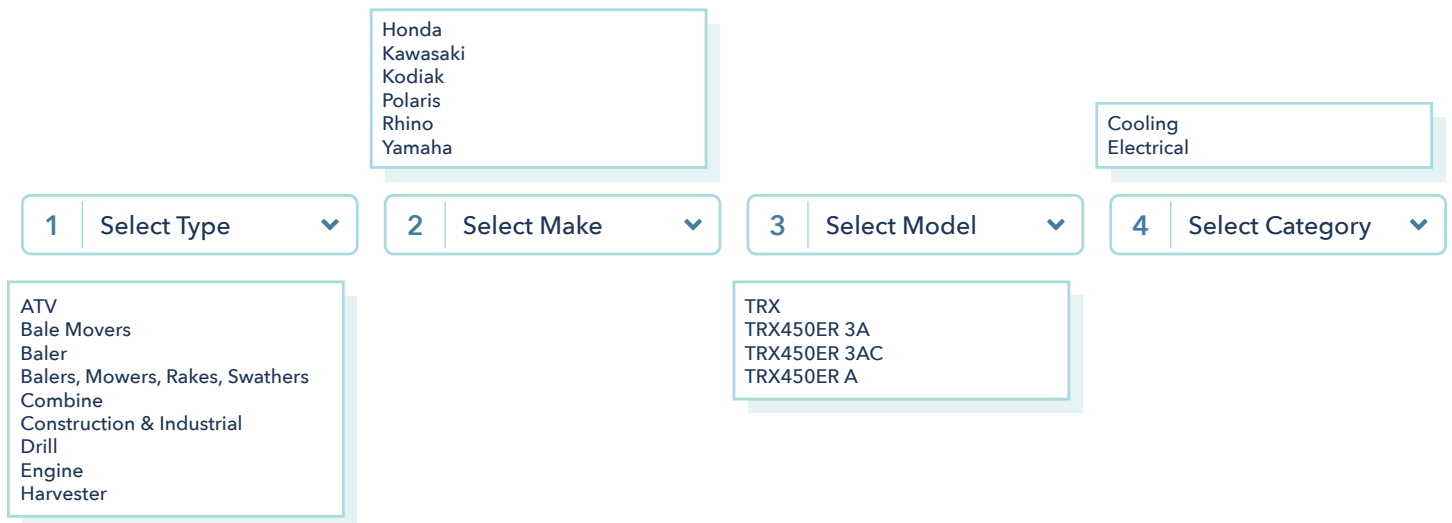 Honda
Kawasaki
Kodiak
Polaris
Rhino
Yamaha
Cooling
Electrical
1 Select Type
2 Select Make
3 Select Model
4 Select Category
ATV
Bale Movers
Baler
Balers, Mowers, Rakes, Swathers
Combine
Construction & Industrial
Drill
Engine
Harvester
TRX
TRX450ER 3A
TRX450ER 3AC
TRX450ER A